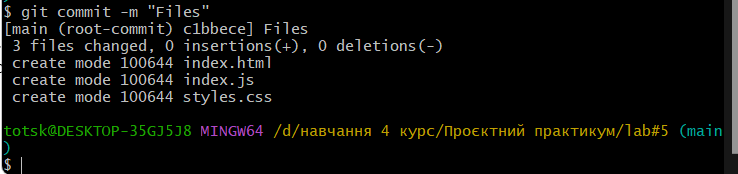 $ git commit -m "Files"
[main (root-commit) c1bbece] Files
 3 files changed, 0 insertions(+), 0 deletions(-)
 create mode 100644 index.html
 create mode 100644 index.js
 create mode 100644 styles.css

totsk@DESKTOP-35GJ5J8 MINGW64 /d/навчання 4 курс/Проєктний практикум/lab#5 (main
)
$